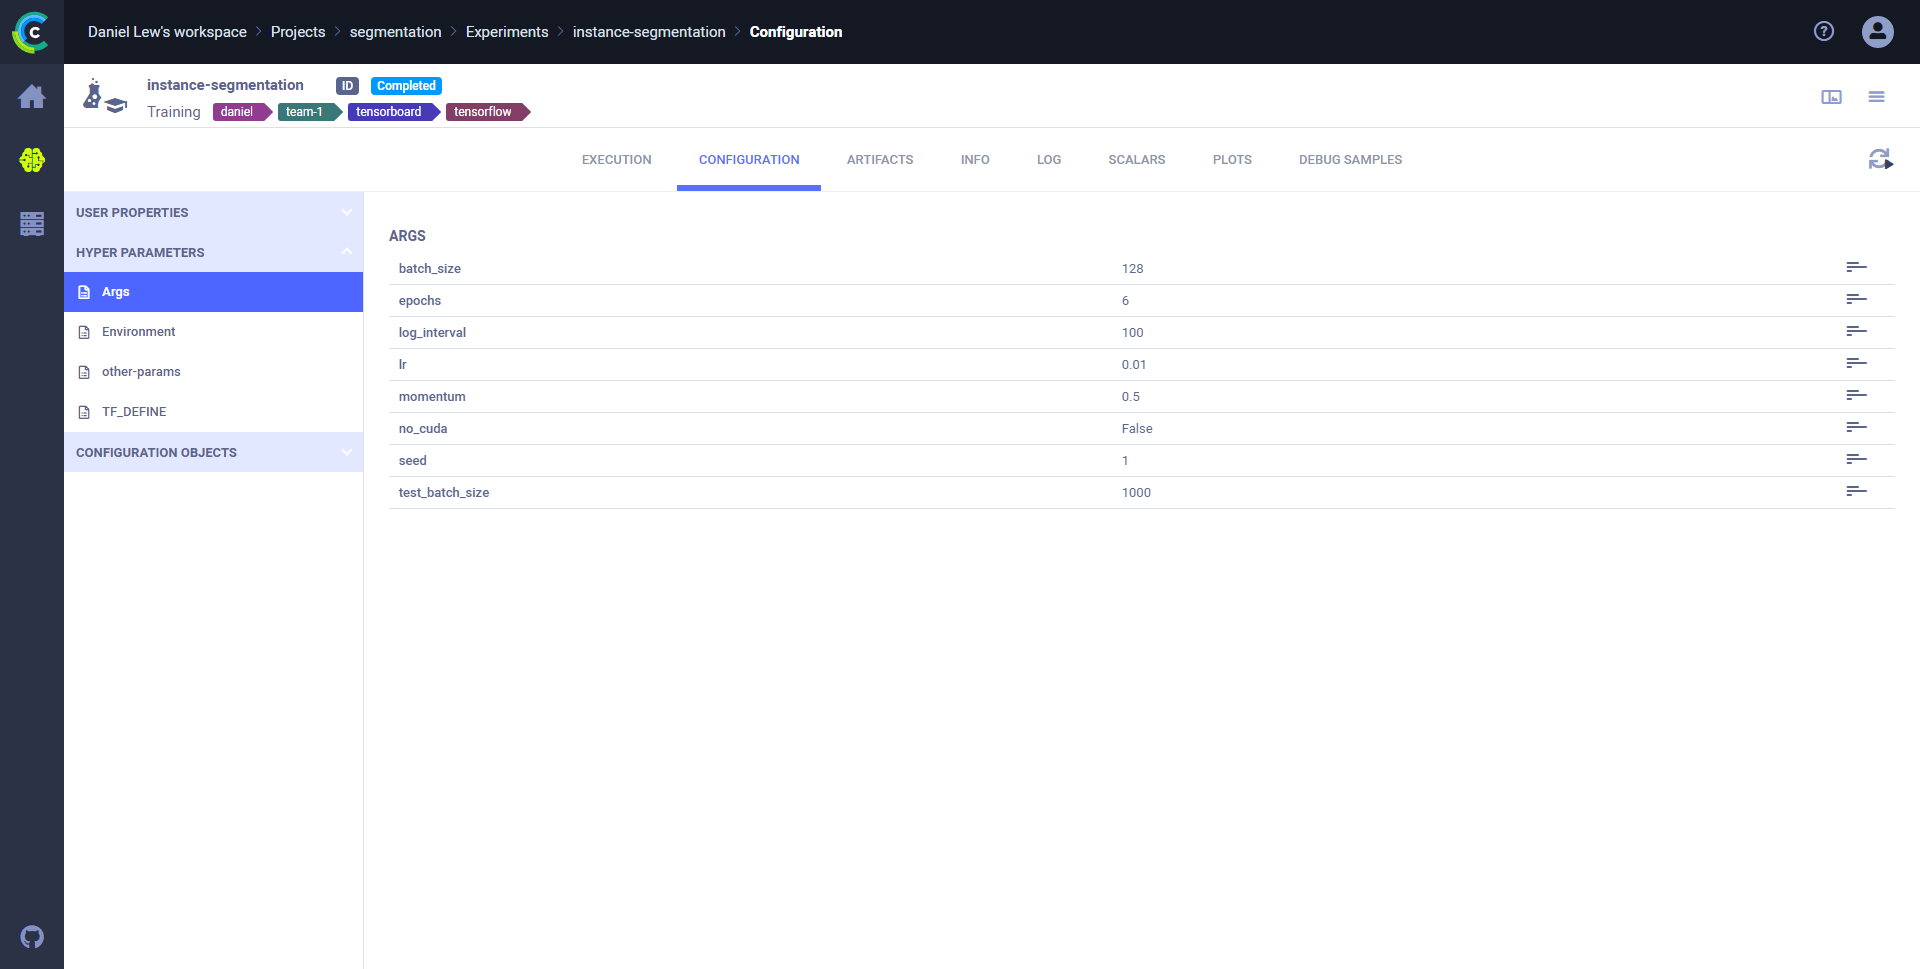 Daniel Lew's workspace > Projects > segmentation > Experiments > instance-segmentation > Configuration
instance-segmentation ID Completed
Training daniel team-1 tensorboard tensorflow
EXECUTION CONFIGURATION ARTIFACTS INFO LOG SCALARS PLOTS DEBUG SAMPLES
USER PROPERTIES
HYPER PARAMETERS
Args
Environment
other-params
TF_DEFINE
CONFIGURATION OBJECTS
ARGS
batch_size 128
epochs 6
log_interval 100
lr 0.01
momentum 0.5
no_cuda False
seed 1
test_batch_size 1000